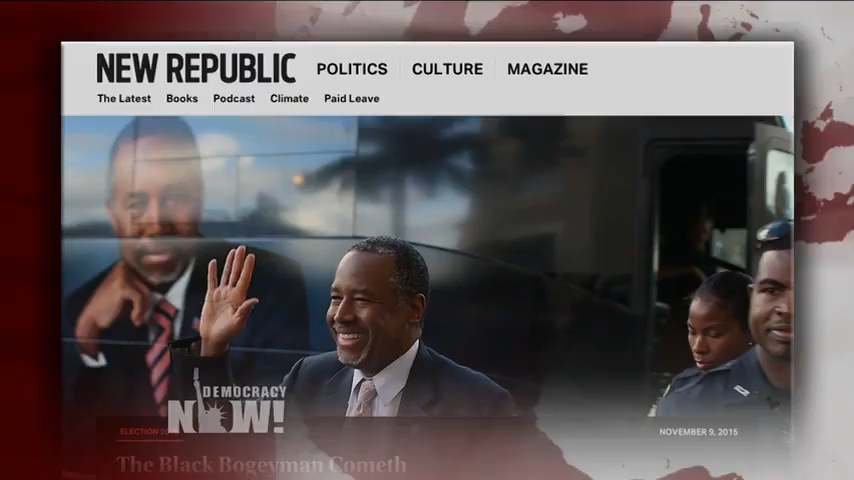 NEW REPUBLIC POLITICS CULTURE MAGAZINE
The Latest Books Podcast Climate Paid Leave
DEMOCRACY
NOW!
ELECTION NOVEMBER 9, 2015
The Black Bogeyman Cometh